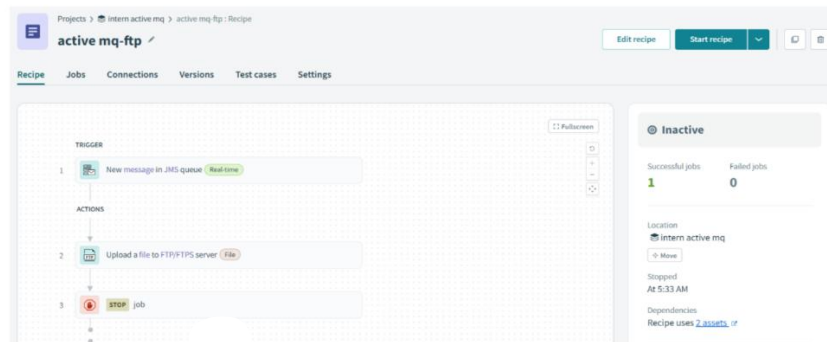 Projects > intern active mq > active mq-ftp : Recipe
active mq-ftp
Edit recipe
Start recipe
Recipe Jobs Connections Versions Test cases Settings
Fullscreen
TRIGGER
1 New message in JMS queue Real-time
ACTIONS
2 Upload a file to FTP/FTPS server File
3 STOP job
Inactive
Successful jobs Failed jobs
1 0
Location
intern active mq
Move
Stopped
At 5:33 AM
Dependencies
Recipe uses 2 assets